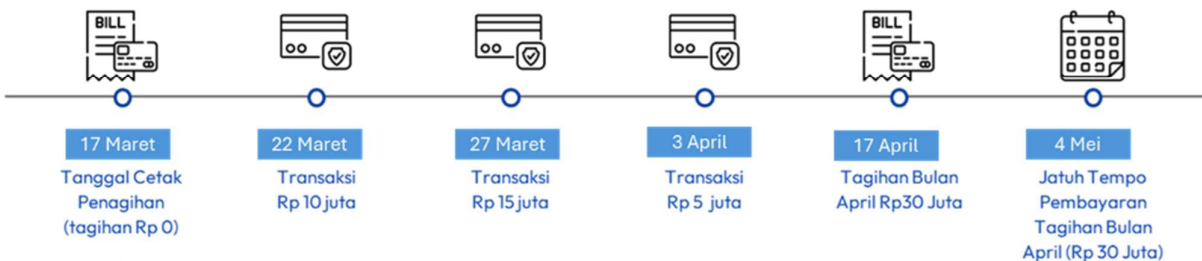 BILL
BILL
17 Maret
22 Maret
27 Maret
3 April
17 April
4 Mei
Tanggal Cetak
Penagihan
(tagihan Rp 0)
Transaksi
Rp 10 juta
Transaksi
Rp 15 juta
Transaksi
Rp 5 juta
Tagihan Bulan
April Rp30 Juta
Jatuh Tempo
Pembayaran
Tagihan Bulan
April (Rp 30 Juta)